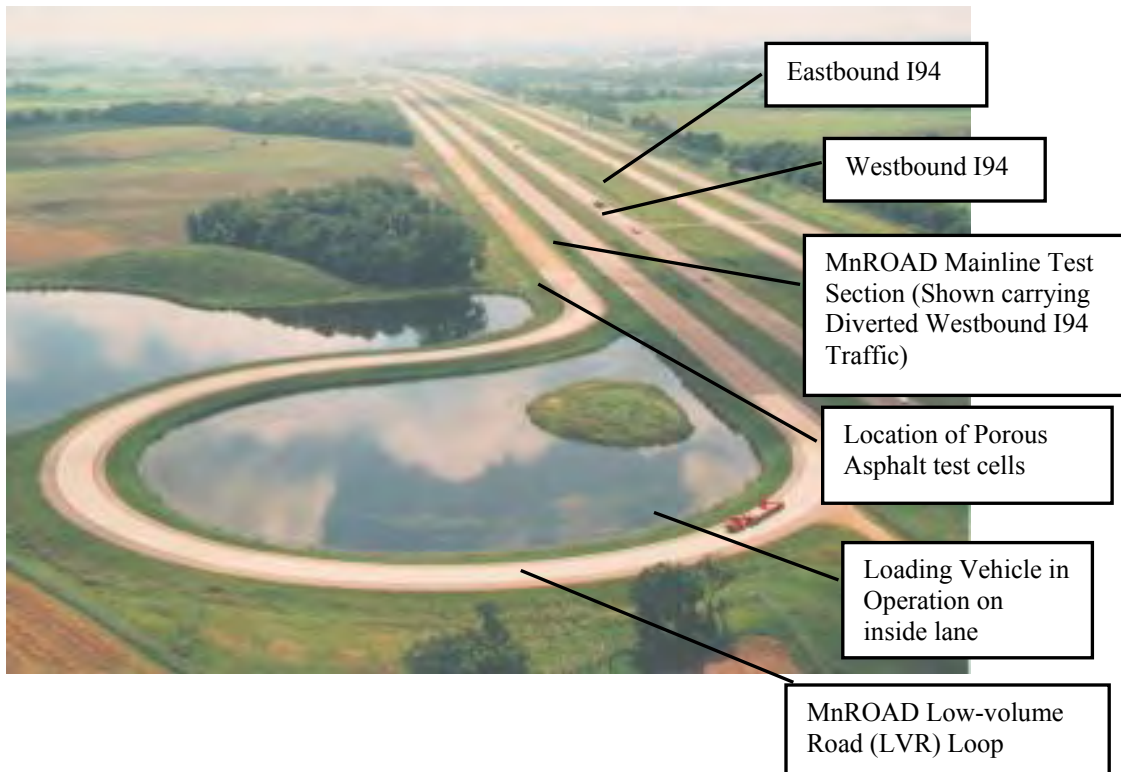 Eastbound I94
Westbound I94
MnROAD Mainline Test
Section (Shown carrying
Diverted Westbound I94
Traffic)
Location of Porous
Asphalt test cells
Loading Vehicle in
Operation on
inside lane
MnROAD Low-volume
Road (LVR) Loop